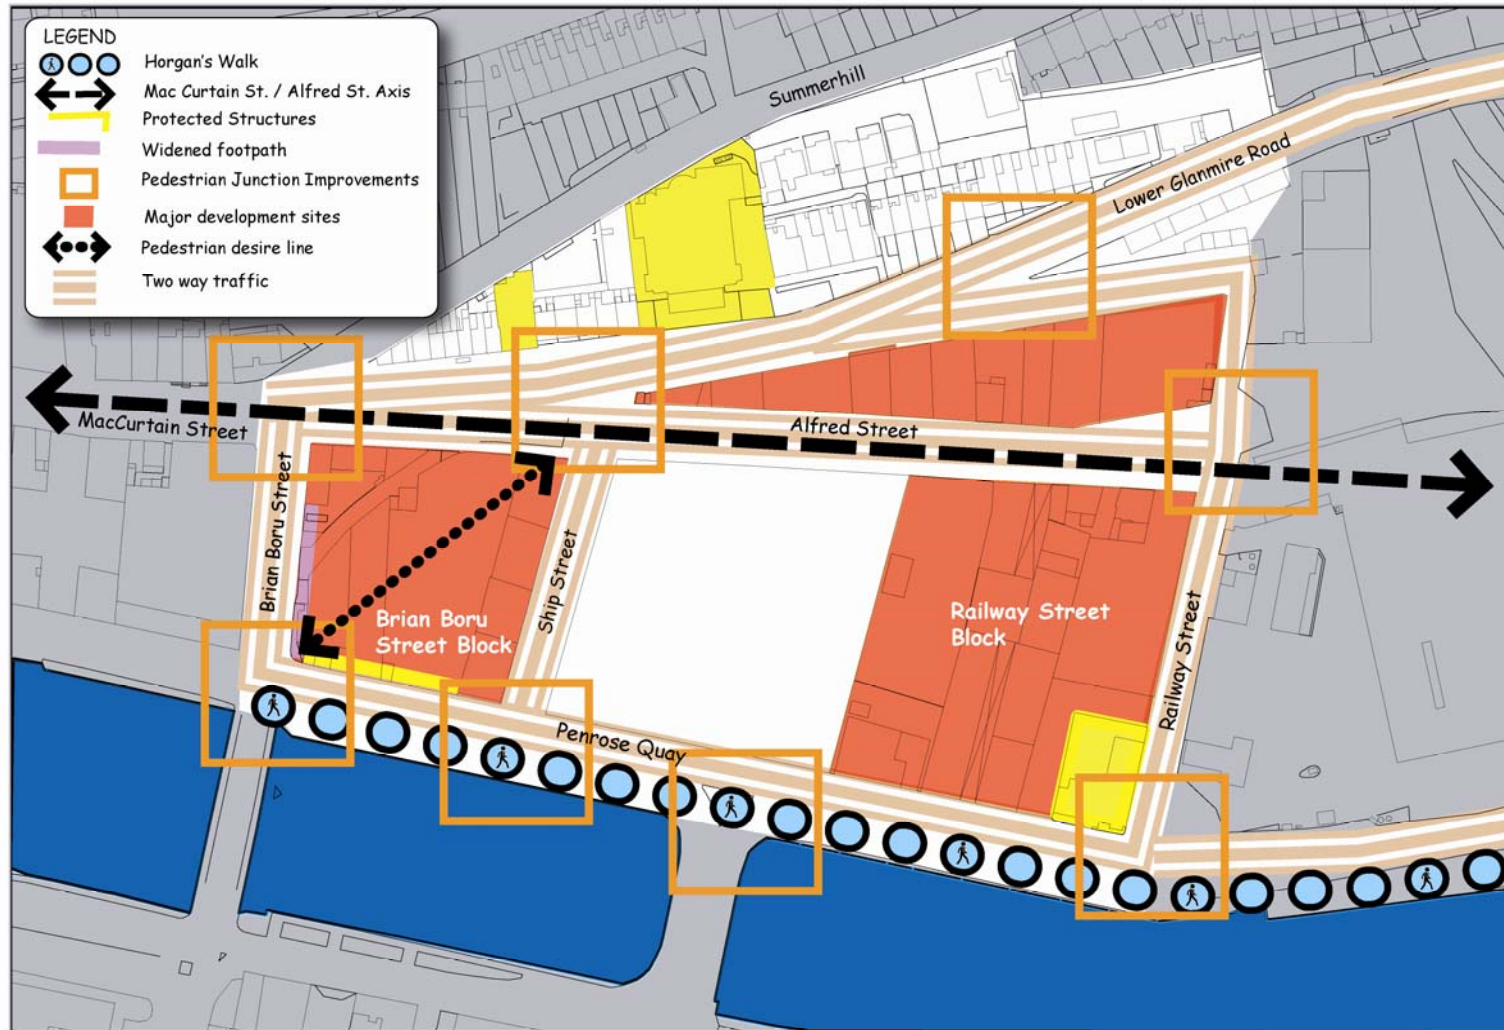 LEGEND
Horgan's Walk
Mac Curtain St. / Alfred St. Axis
Protected Structures
Widened footpath
Pedestrian Junction Improvements
Major development sites
Pedestrian desire line
Two way traffic
Summerhill
Lower Glanmire Road
MacCurtain Street
Alfred Street
Brian Boru Street
Ship Street
Brian Boru
Street Block
Railway Street
Block
Railway Street
Penrose Quay